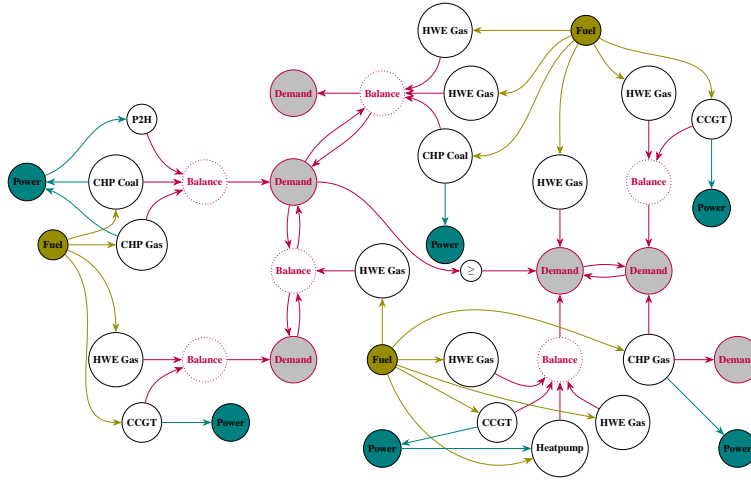 HWE Gas
Fuel
Demand
Balance
HWE Gas
HWE Gas
P2H
CCGT
CHP Coal
Power
CHP Coal
Balance
Demand
HWE Gas
Balance
Power
Fuel
CHP Gas
Power
Balance
HWE Gas
≥
Demand
Demand
HWE Gas
Balance
Demand
Fuel
HWE Gas
Balance
CHP Gas
Demand
CCGT
Power
CCGT
HWE Gas
Power
Heatpump
Power